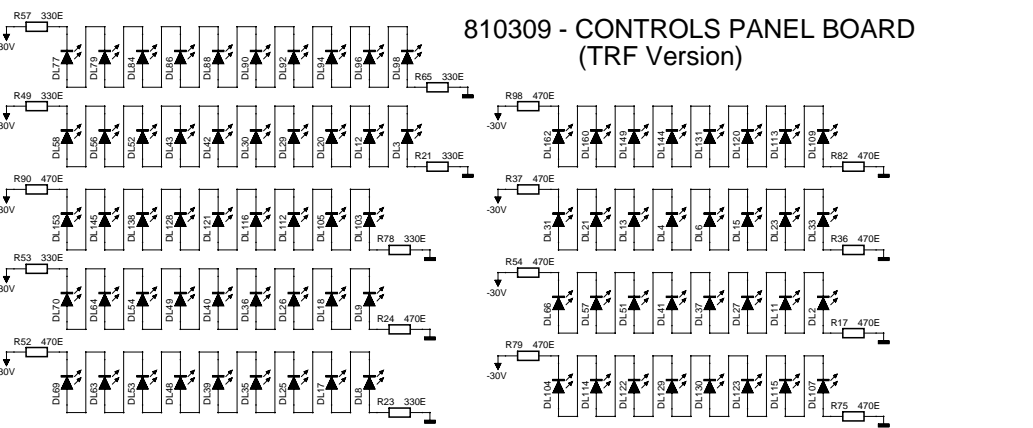 810309 - CONTROLS PANEL BOARD
(TRF Version)
R57 330E
-30V
DL77 DL79 DL84 DL86 DL88 DL90 DL92 DL94 DL96 DL98
R65 330E
R49 330E
-30V
DL58 DL56 DL52 DL43 DL42 DL30 DL29 DL20 DL12 DL3
R21 330E
R90 470E
-30V
DL153 DL145 DL138 DL128 DL121 DL116 DL112 DL105 DL103
R78 330E
R53 330E
-30V
DL70 DL64 DL54 DL49 DL40 DL36 DL26 DL18 DL9
R24 470E
R52 470E
-30V
DL69 DL63 DL53 DL48 DL39 DL35 DL25 DL17 DL8
R23 330E
R98 470E
-30V
DL162 DL160 DL149 DL144 DL131 DL120 DL113 DL109
R82 470E
R37 470E
-30V
DL31 DL21 DL13 DL4 DL6 DL15 DL23 DL33
R36 470E
R54 470E
-30V
DL66 DL57 DL51 DL41 DL37 DL27 DL11 DL2
R17 470E
R79 470E
-30V
DL104 DL114 DL122 DL129 DL130 DL123 DL115 DL107
R75 470E